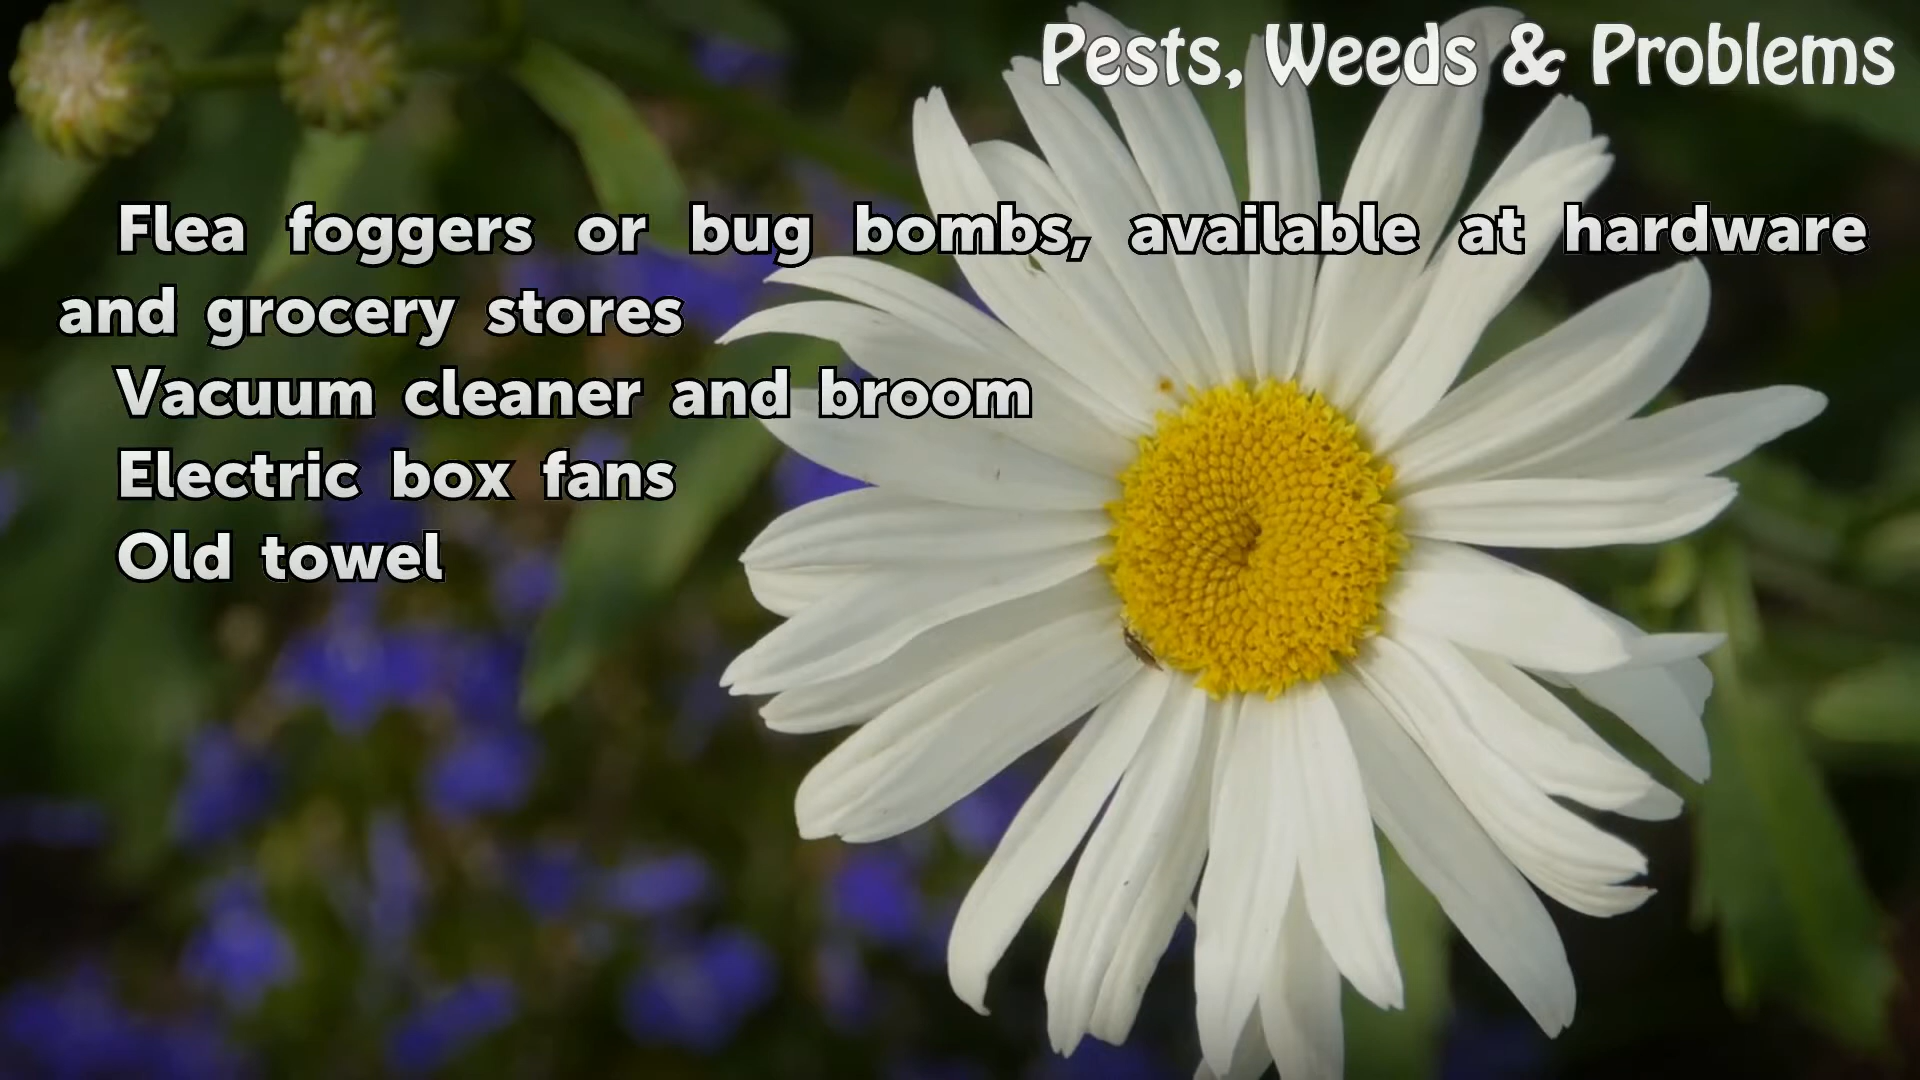 Pests, Weeds & Problems
Flea foggers or bug bombs, available at hardware
and grocery stores
Vacuum cleaner and broom
Electric box fans
Old towel